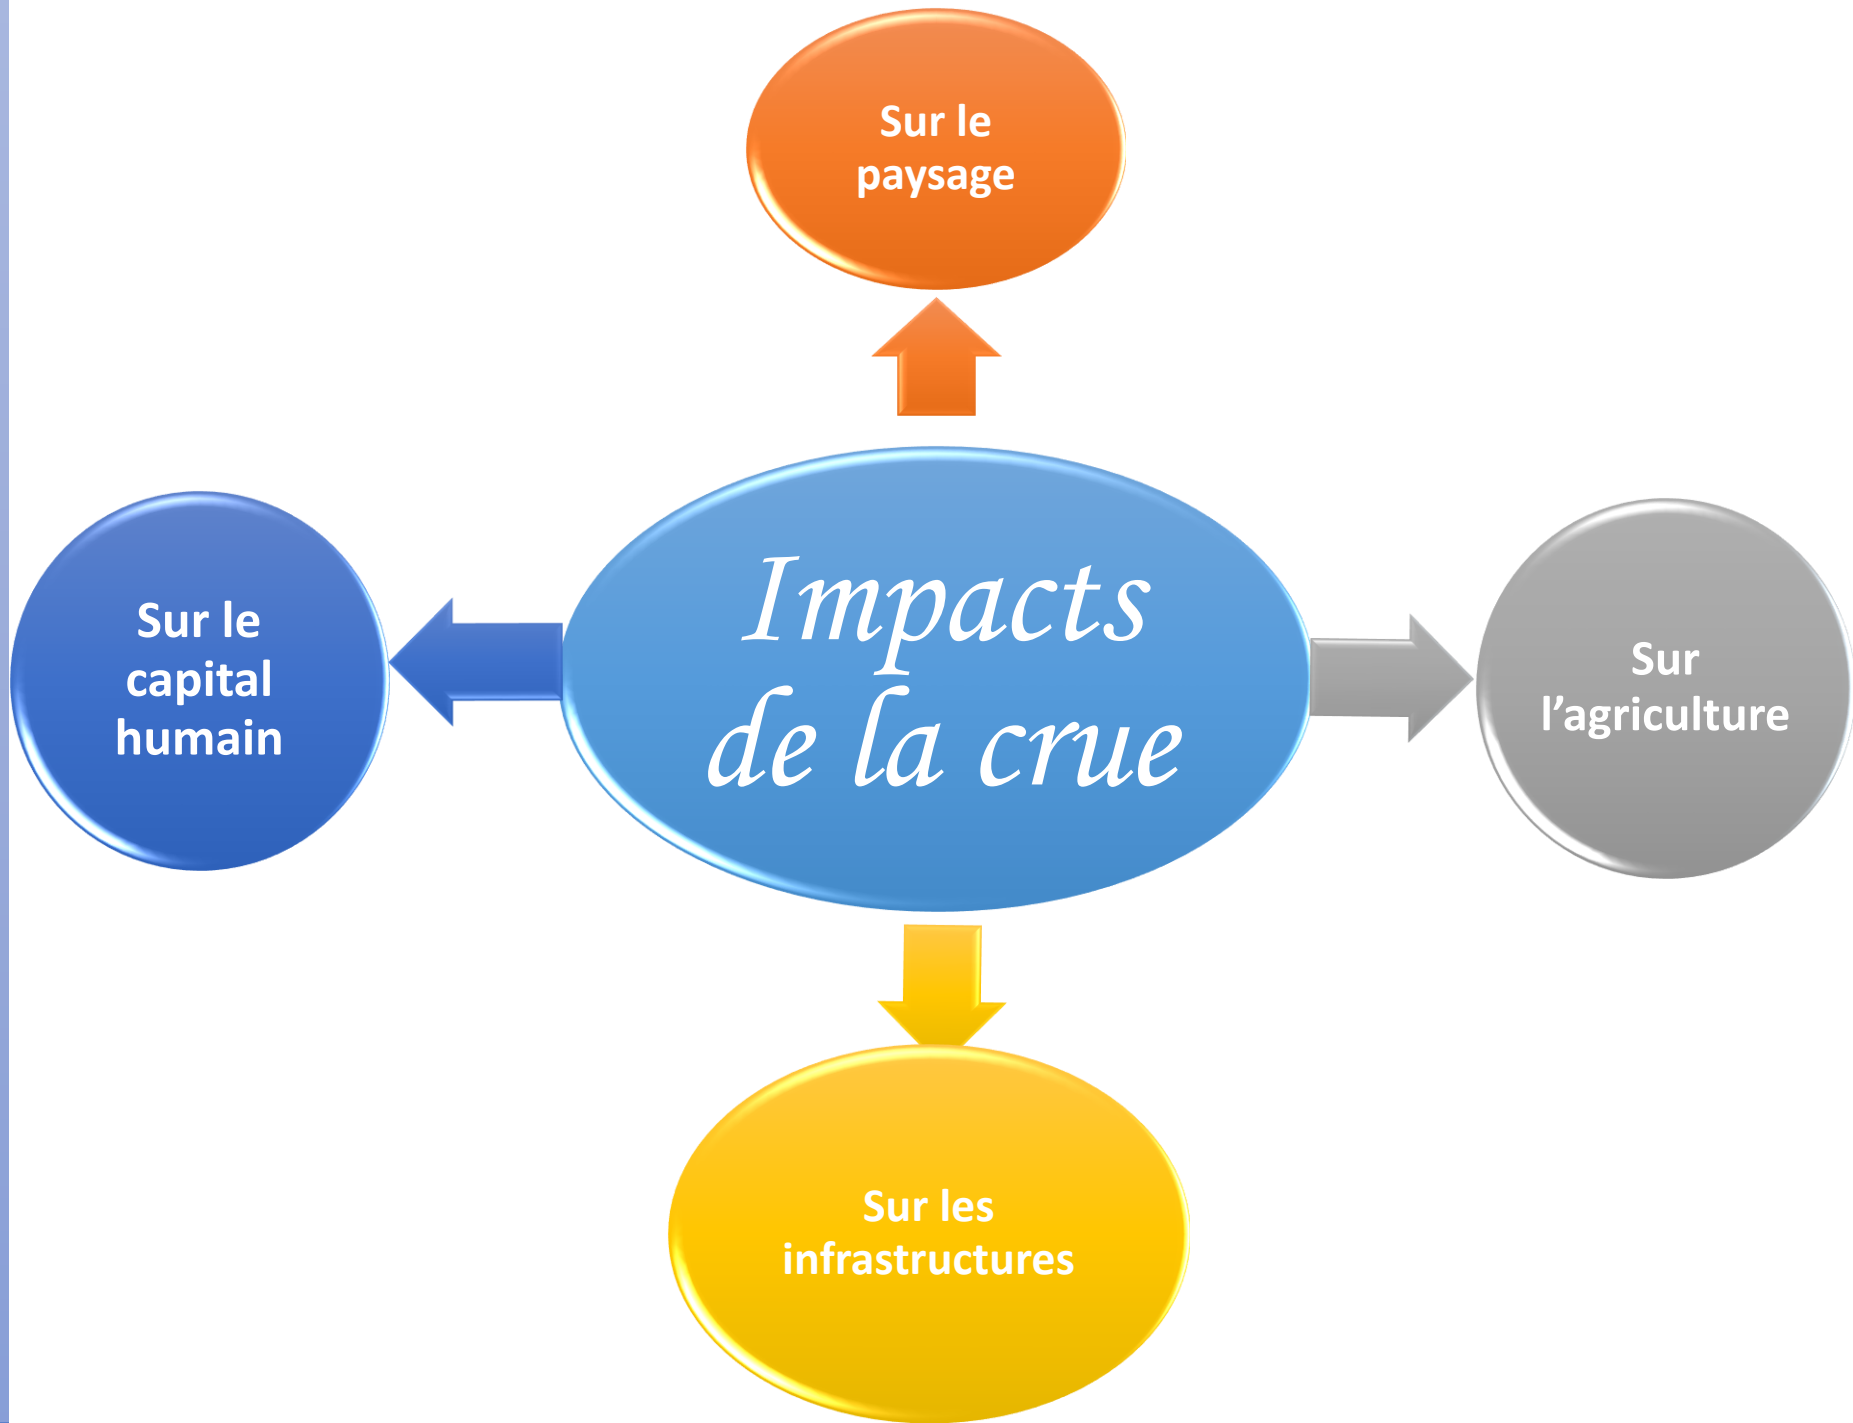 Sur le
paysage
Sur le
capital
humain
Impacts
de la crue
Sur
l’agriculture
Sur les
infrastructures